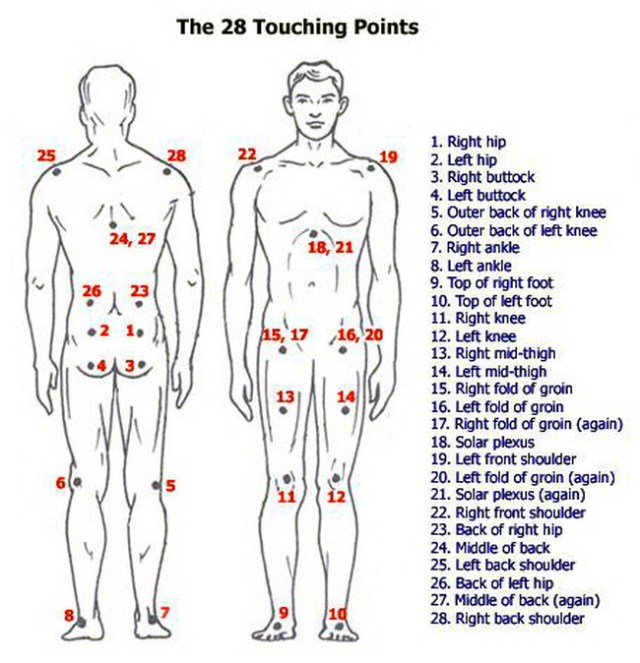 The 28 Touching Points
25
28
22
19
24, 27
18, 21
26
23
2
1
15, 17
16, 20
4
3
13
14
6
5
11
12
8
7
9
10
1. Right hip
2. Left hip
3. Right buttock
4. Left buttock
5. Outer back of right knee
6. Outer back of left knee
7. Right ankle
8. Left ankle
9. Top of right foot
10. Top of left foot
11. Right knee
12. Left knee
13. Right mid-thigh
14. Left mid-thigh
15. Right fold of groin
16. Left fold of groin
17. Right fold of groin (again)
18. Solar plexus
19. Left front shoulder
20. Left fold of groin (again)
21. Solar plexus (again)
22. Right front shoulder
23. Back of right hip
24. Middle of back
25. Left back shoulder
26. Back of left hip
27. Middle of back (again)
28. Right back shoulder